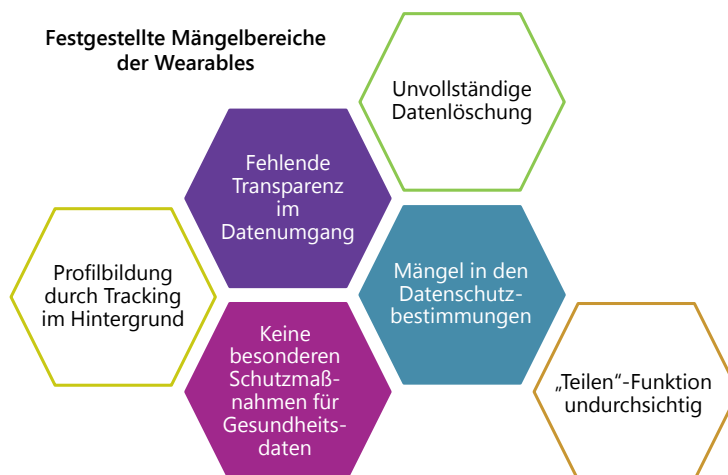 Festgestellte Mängelbereiche
der Wearables
Unvollständige
Datenlöschung
Fehlende
Transparenz
im
Datenumgang
Profilbildung
durch Tracking
im Hintergrund
Mängel in den
Datenschutz-
bestimmungen
Keine
besonderen
Schutzmaß-
nahmen für
Gesundheits-
daten
„Teilen“-Funktion
undurchsichtig